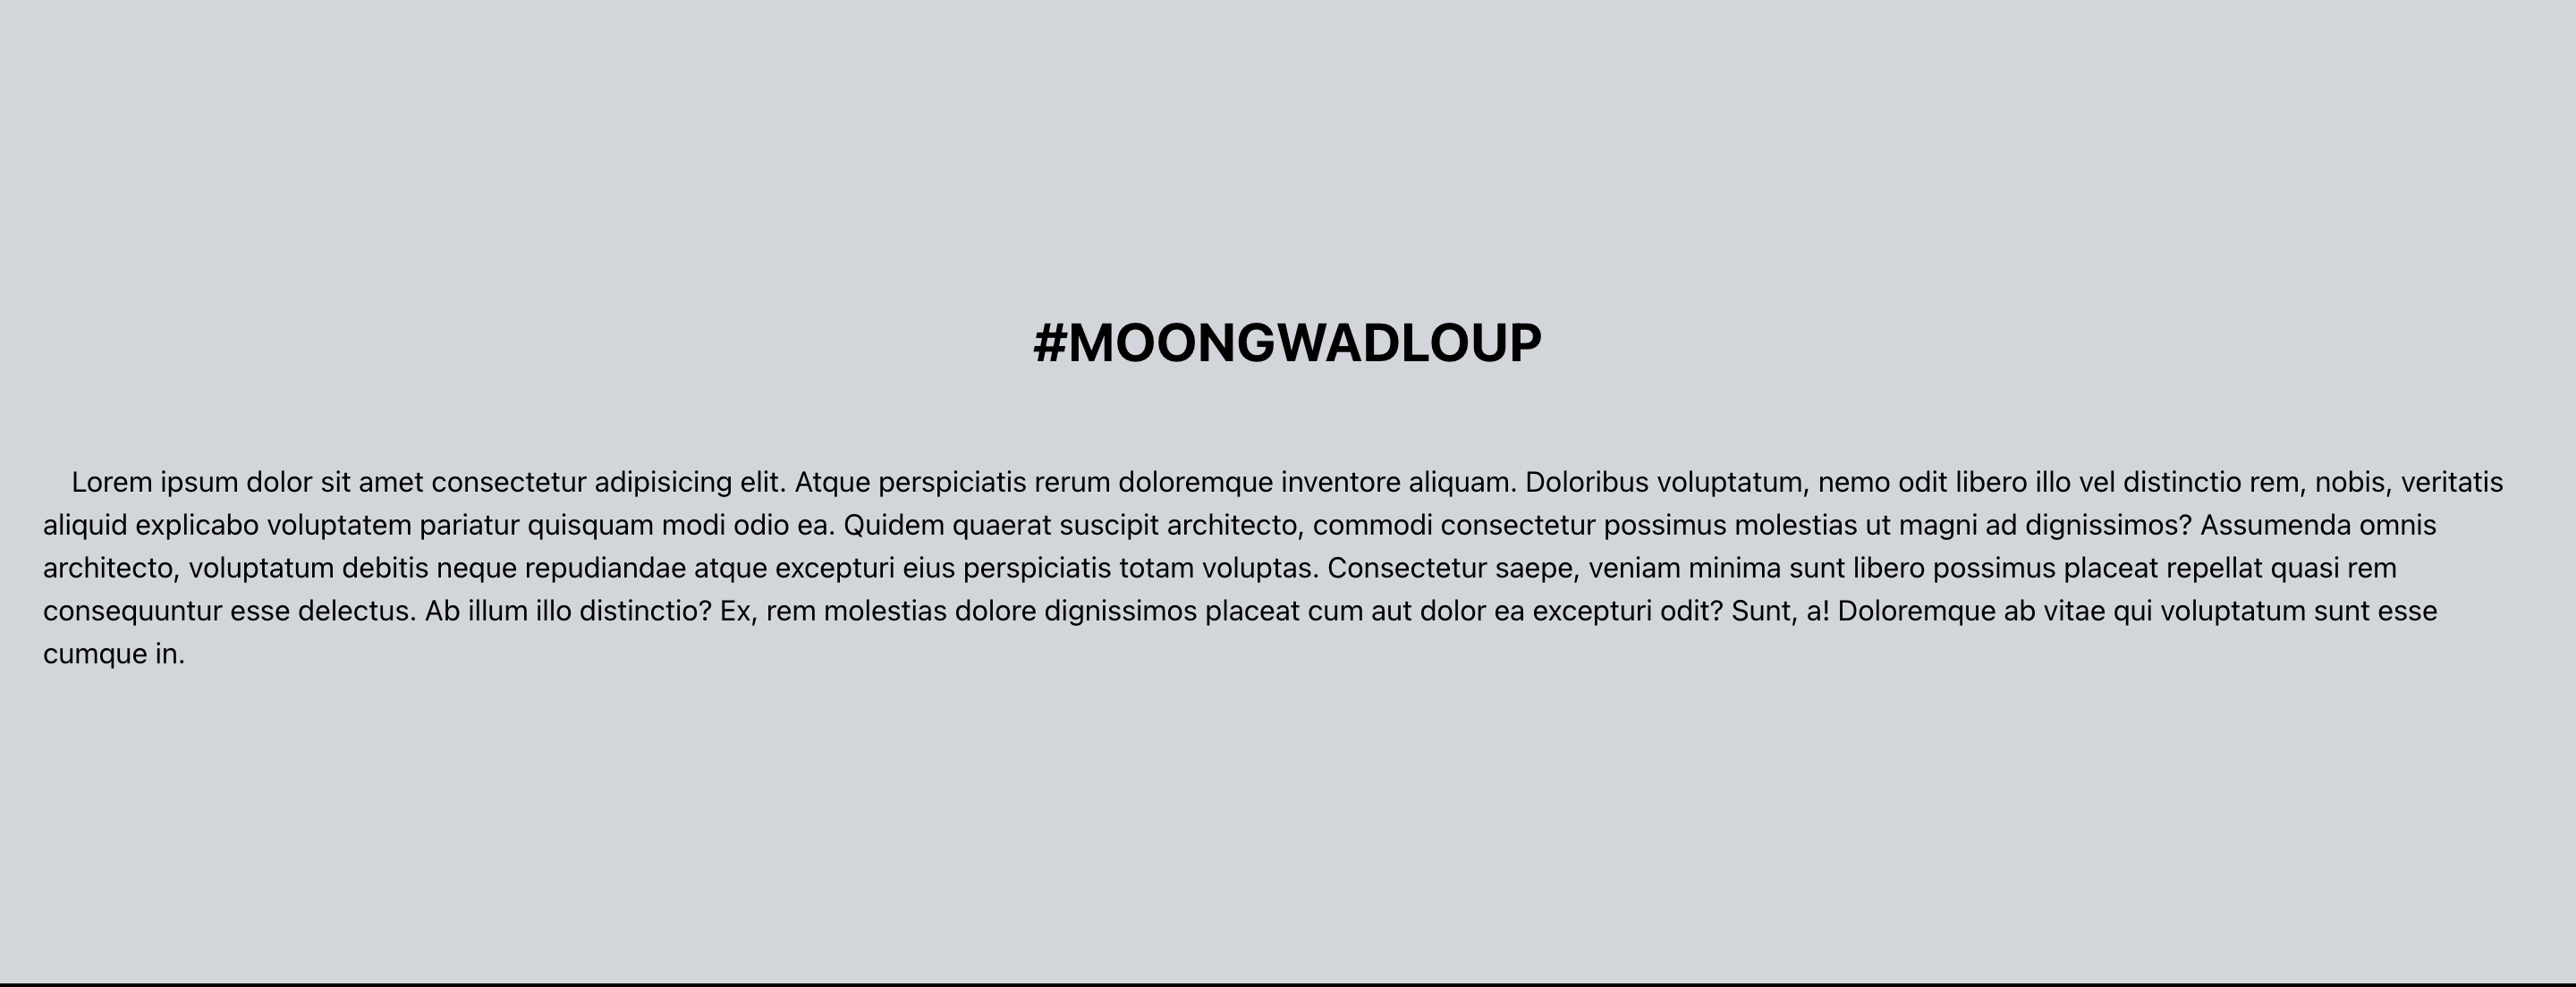 #MOONGWADLOUP
Lorem ipsum dolor sit amet consectetur adipisicing elit. Atque perspiciatis rerum doloremque inventore aliquam. Doloribus voluptatum, nemo odit libero illo vel distinctio rem, nobis, veritatis
aliquid explicabo voluptatem pariatur quisquam modi odio ea. Quidem quaerat suscipit architecto, commodi consectetur possimus molestias ut magni ad dignissimos? Assumenda omnis
architecto, voluptatum debitis neque repudiandae atque excepturi eius perspiciatis totam voluptas. Consectetur saepe, veniam minima sunt libero possimus placeat repellat quasi rem
consequuntur esse delectus. Ab illum illo distinctio? Ex, rem molestias dolore dignissimos placeat cum aut dolor ea excepturi odit? Sunt, a! Doloremque ab vitae qui voluptatum sunt esse
cumque in.